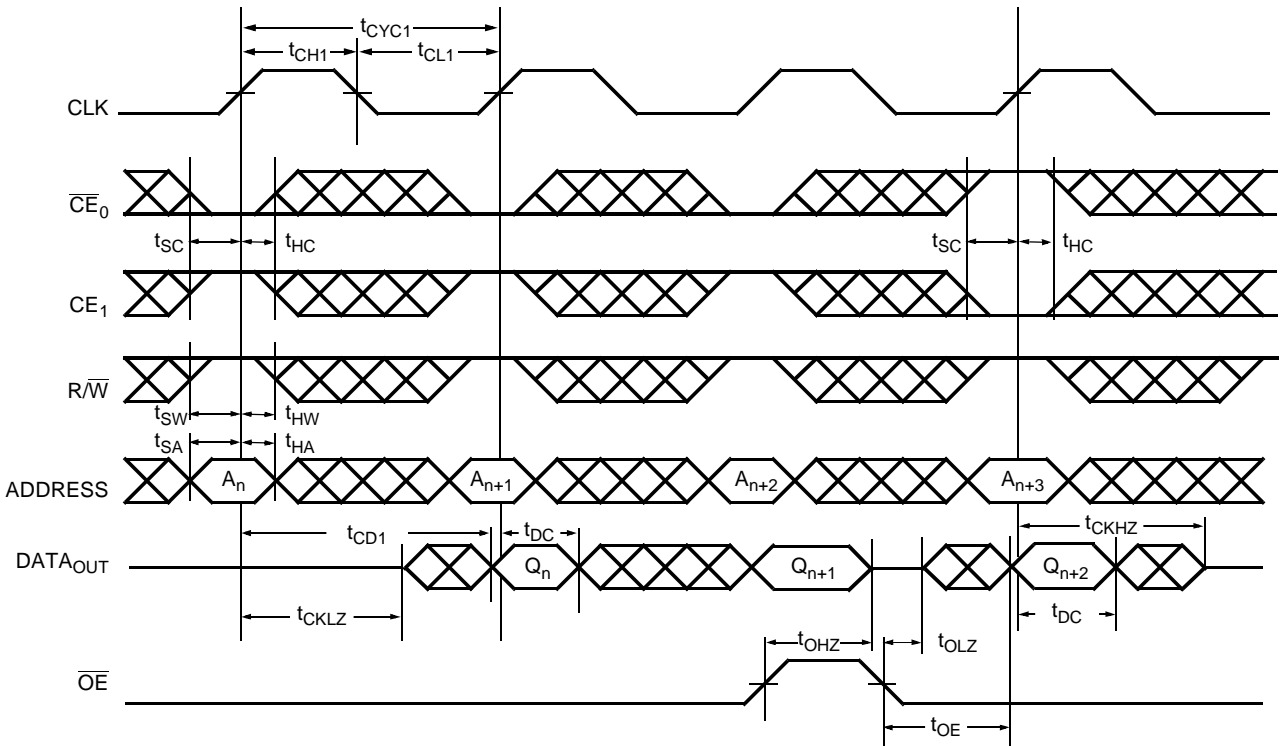 tCYC1
tCH1
tCL1
CLK
CE0
tSC
tHC
tSC
tHC
CE1
R/W
tSW
tHW
tSA
tHA
ADDRESS
An
An+1
An+2
An+3
tCD1
tDC
tCKHZ
DATAOUT
Qn
Qn+1
Qn+2
tCKLZ
tDC
tOHZ
tOLZ
OE
tOE